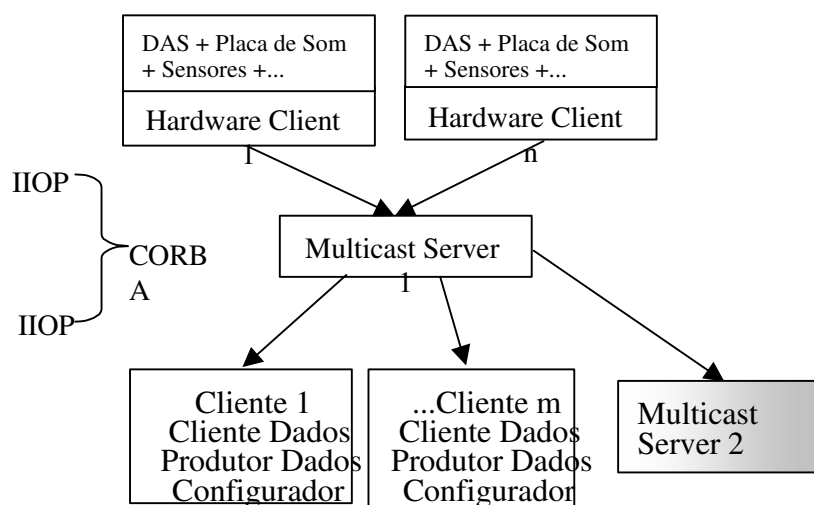 DAS + Placa de Som
+ Sensores +...
Hardware Client
1
DAS + Placa de Som
+ Sensores +...
Hardware Client
n
IIOP
CORB
A
IIOP
Multicast Server
1
Cliente 1
Cliente Dados
Produtor Dados
Configurador
...Cliente m
Cliente Dados
Produtor Dados
Configurador
Multicast
Server 2